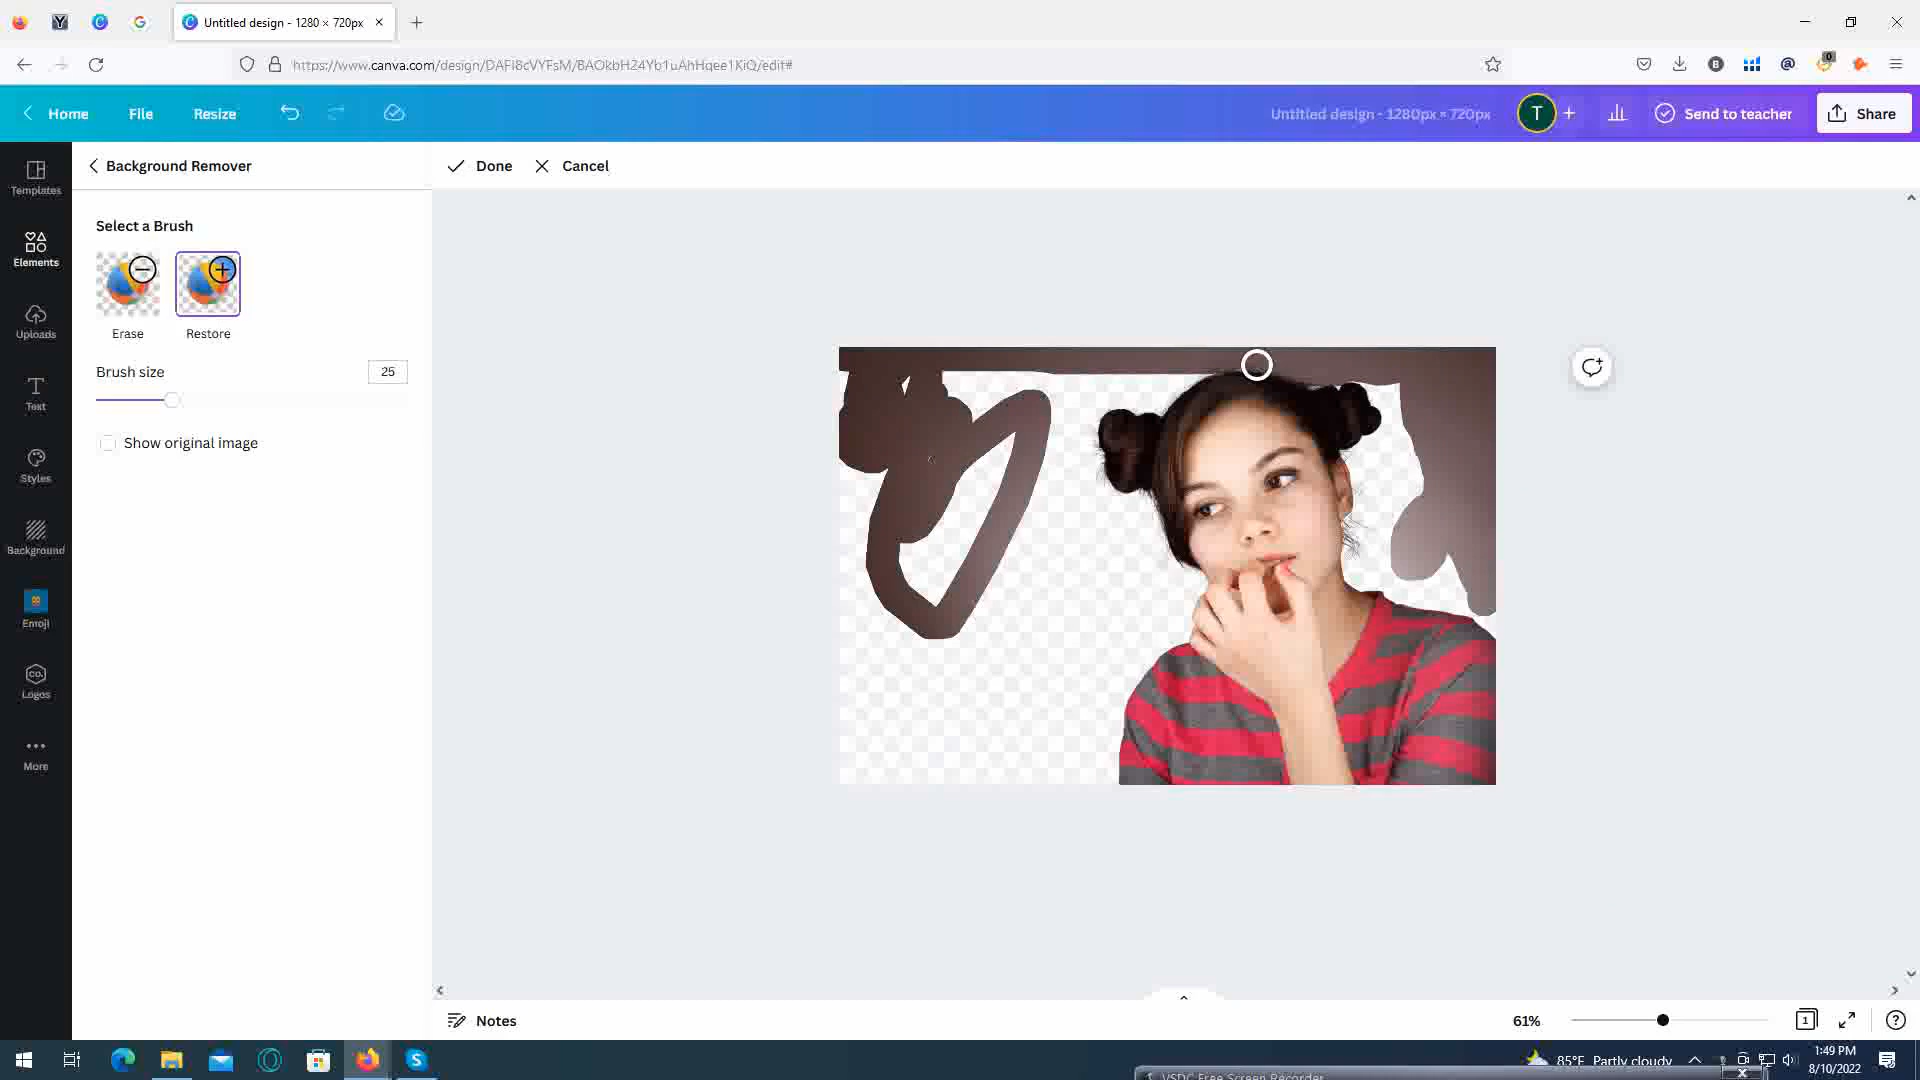 Untitled design - 1280 × 720px
https://www.canva.com/design/DAFi8cVYFsM/BAOkbH24Yb1uAhHqee1KiQ/edit#
0
Home
File
Resize
Untitled design - 1280px × 720px
T
Send to teacher
Share
Templates
Elements
Uploads
Text
Styles
Background
Emoji
CO.
Logos
More
Background Remover
Done
Cancel
Select a Brush
Erase
Restore
Brush size
25
Show original image
Notes
61%
1
85°F Partly cloudy
1:49 PM
8/10/2022
VSDC Free Screen Recorder